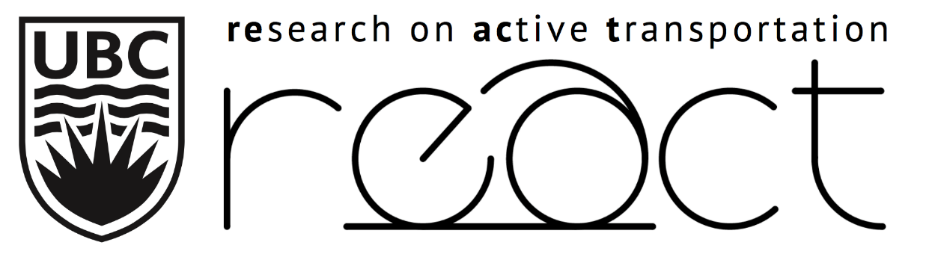 UBC
research on active transportation
react